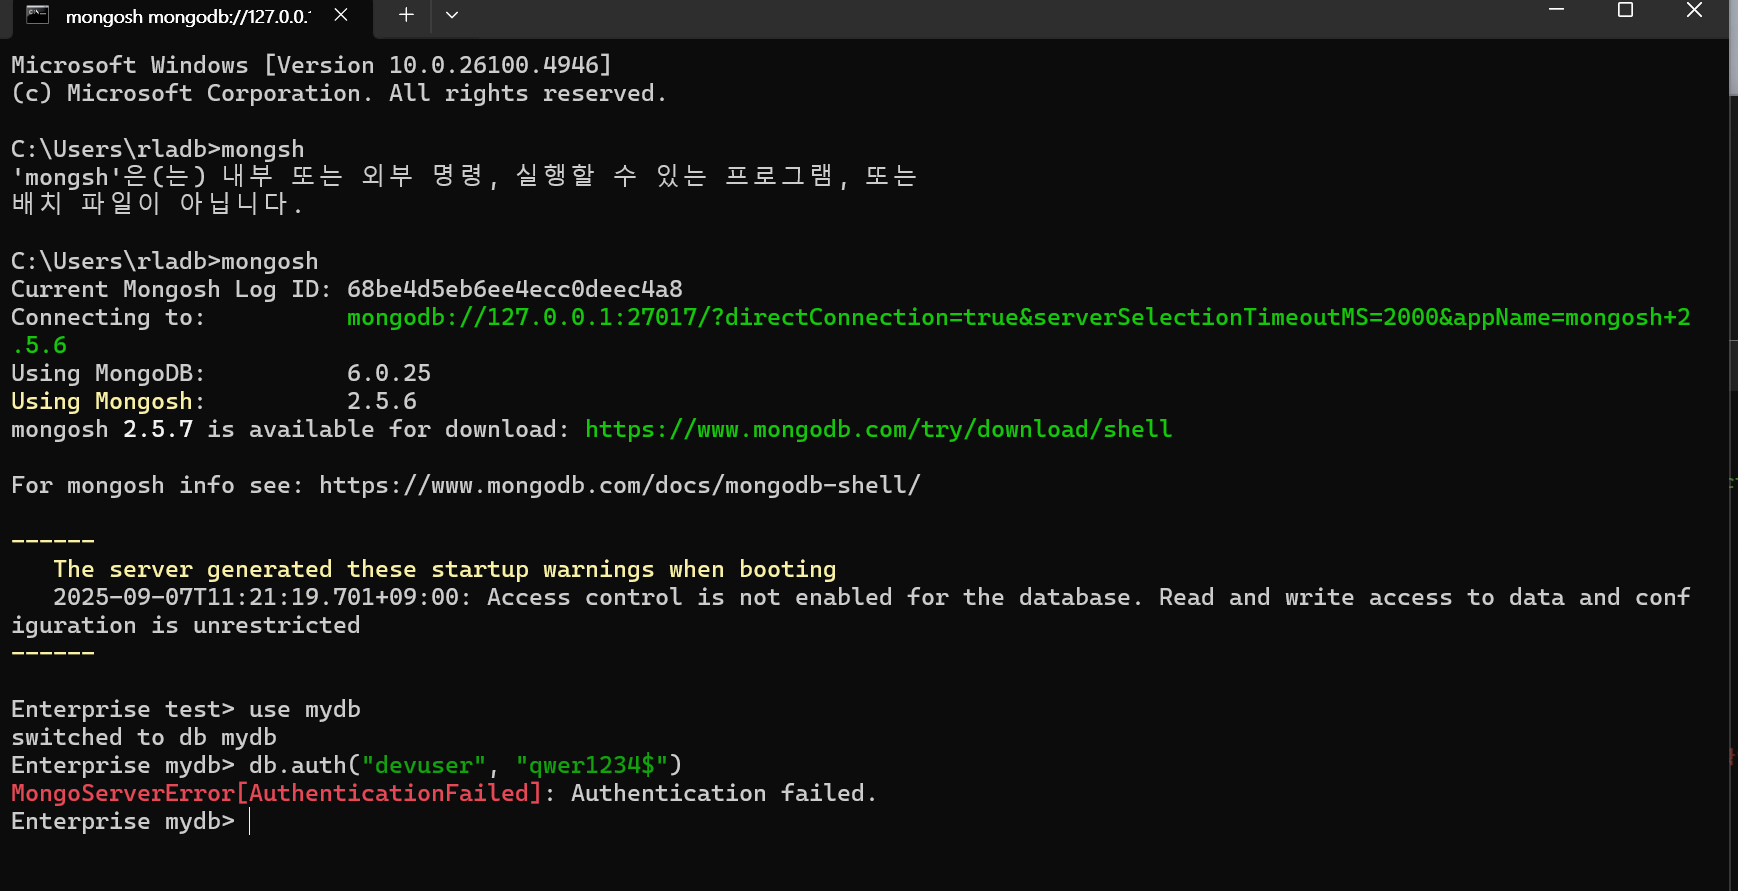 mongosh mongodb://127.0.0.1
Microsoft Windows [Version 10.0.26100.4946]
(c) Microsoft Corporation. All rights reserved.
C:\Users\rladb>mongsh
'mongsh'은(는) 내부 또는 외부 명령, 실행할 수 있는 프로그램, 또는
배치 파일이 아닙니다.
C:\Users\rladb>mongosh
Current Mongosh Log ID: 68be4d5eb6ee4ecc0deec4a8
Connecting to: mongodb://127.0.0.1:27017/?directConnection=true&serverSelectionTimeoutMS=2000&appName=mongosh+2
.5.6
Using MongoDB: 6.0.25
Using Mongosh: 2.5.6
mongosh 2.5.7 is available for download: https://www.mongodb.com/try/download/shell
For mongosh info see: https://www.mongodb.com/docs/mongodb-shell/
------
The server generated these startup warnings when booting
2025-09-07T11:21:19.701+09:00: Access control is not enabled for the database. Read and write access to data and conf
iguration is unrestricted
------
Enterprise test> use mydb
switched to db mydb
Enterprise mydb> db.auth("devuser", "qwer1234$")
MongoServerError[AuthenticationFailed]: Authentication failed.
Enterprise mydb>